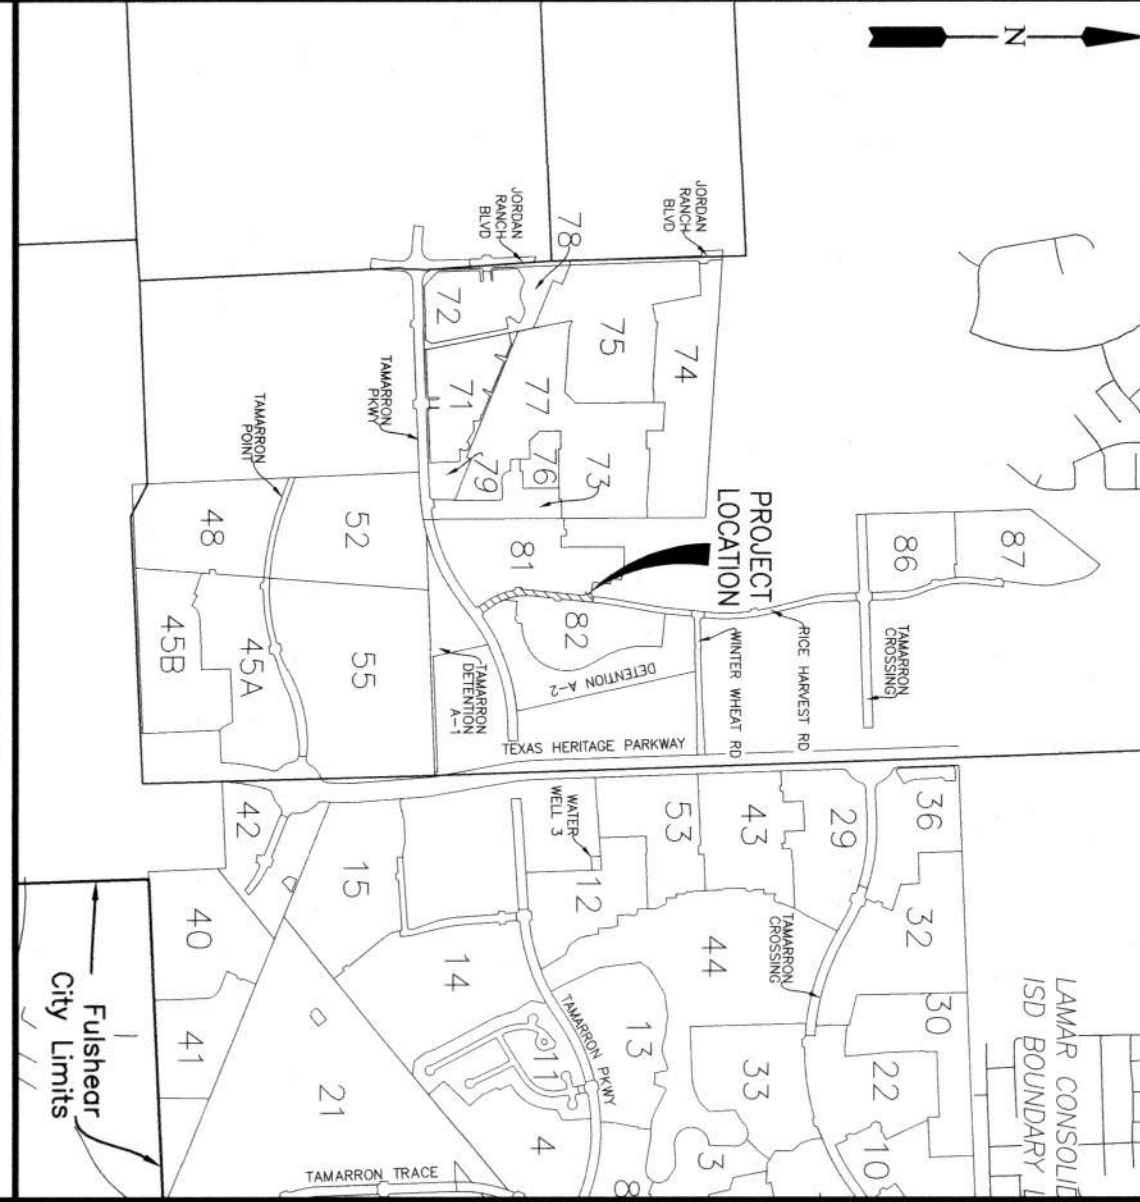 N
JORDAN
RANCH
BLVD
JORDAN
RANCH
BLVD
78
72
75
74
71
77
79
76
73
TAMARRON
PKWY
TAMARRON
POINT
48
52
45B
45A
55
81
82
PROJECT
LOCATION
86
87
TAMARRON
CROSSING
RICE HARVEST RD
WINTER WHEAT RD
DETENTION A-2
TAMARRON
DETENTION
A-1
TEXAS HERITAGE PARKWAY
42
15
WATER
WELL 3
12
53
43
29
36
32
TAMARRON
CROSSING
44
40
41
14
TAMARRON PKWY
13
11
30
22
33
21
4
3
10
8
TAMARRON TRACE
Fulshear
City Limits
LAMAR CONSOLID
ISD BOUNDARY